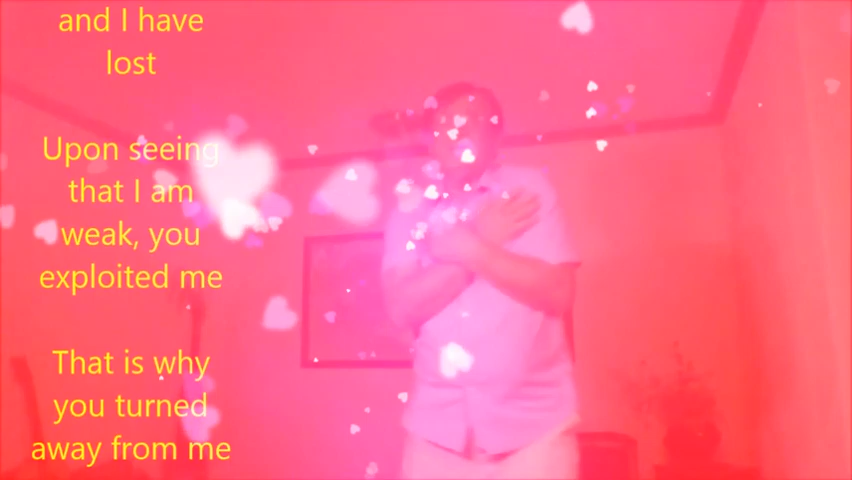 and I have
lost
Upon seeing
that I am
weak, you
exploited me
That is why
you turned
away from me